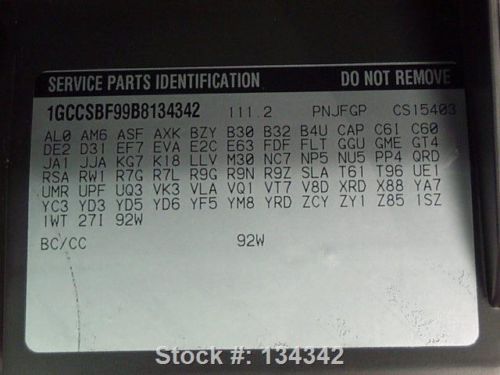 SERVICE PARTS IDENTIFICATION DO NOT REMOVE
1GCCSBF99B8134342 111.2 PNJFGP CS15403
AL0 AM6 ASF AXK BZY B30 B32 B4U CAP C6I C60
DE2 D31 EF7 EVA E2C E63 FDF FLT GGU GME GT4
JA1 JJA KG7 K18 LLV M30 NC7 NP5 NU5 PP4 QRD
RSA RW1 R7G R7L R9G R9N R9Z SLA T61 T96 UE1
UMR UPF UQ3 VK3 VLA VQ1 VT7 V8D XRD X88 YA7
YC3 YD3 YD5 YD6 YF5 YM8 YRD ZCY ZY1 Z85 1SZ
1WT 27I 92W
BC/CC 92W
Stock #: 134342